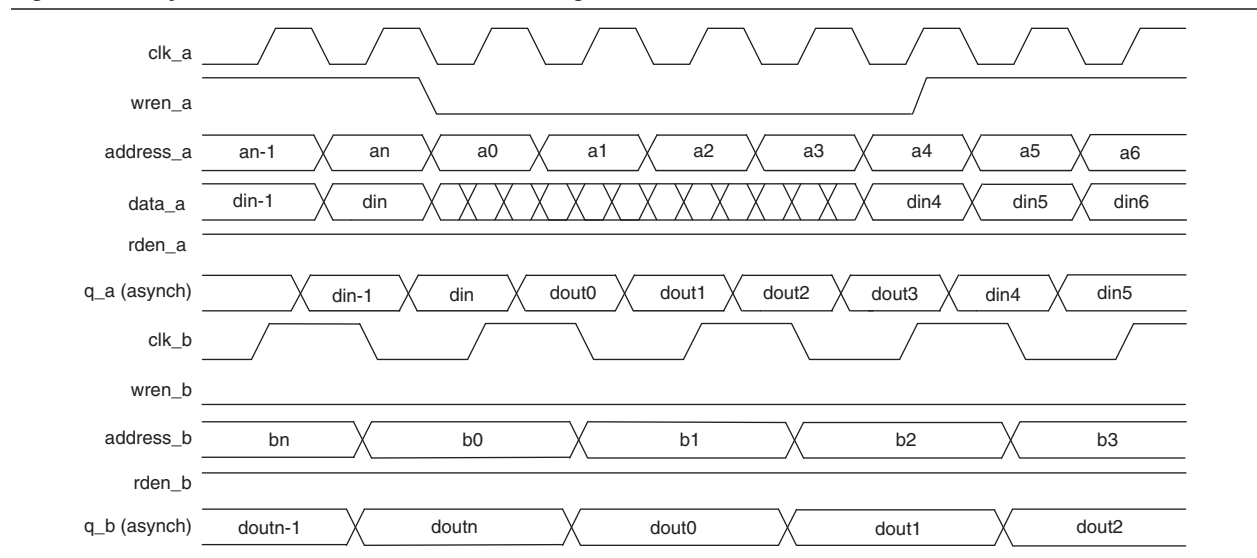 clk_a
wren_a
address_a an-1 an a0 a1 a2 a3 a4 a5 a6
data_a din-1 din din4 din5 din6
rden_a
q_a (asynch) din-1 din dout0 dout1 dout2 dout3 din4 din5
clk_b
wren_b
address_b bn b0 b1 b2 b3
rden_b
q_b (asynch) doutn-1 doutn dout0 dout1 dout2